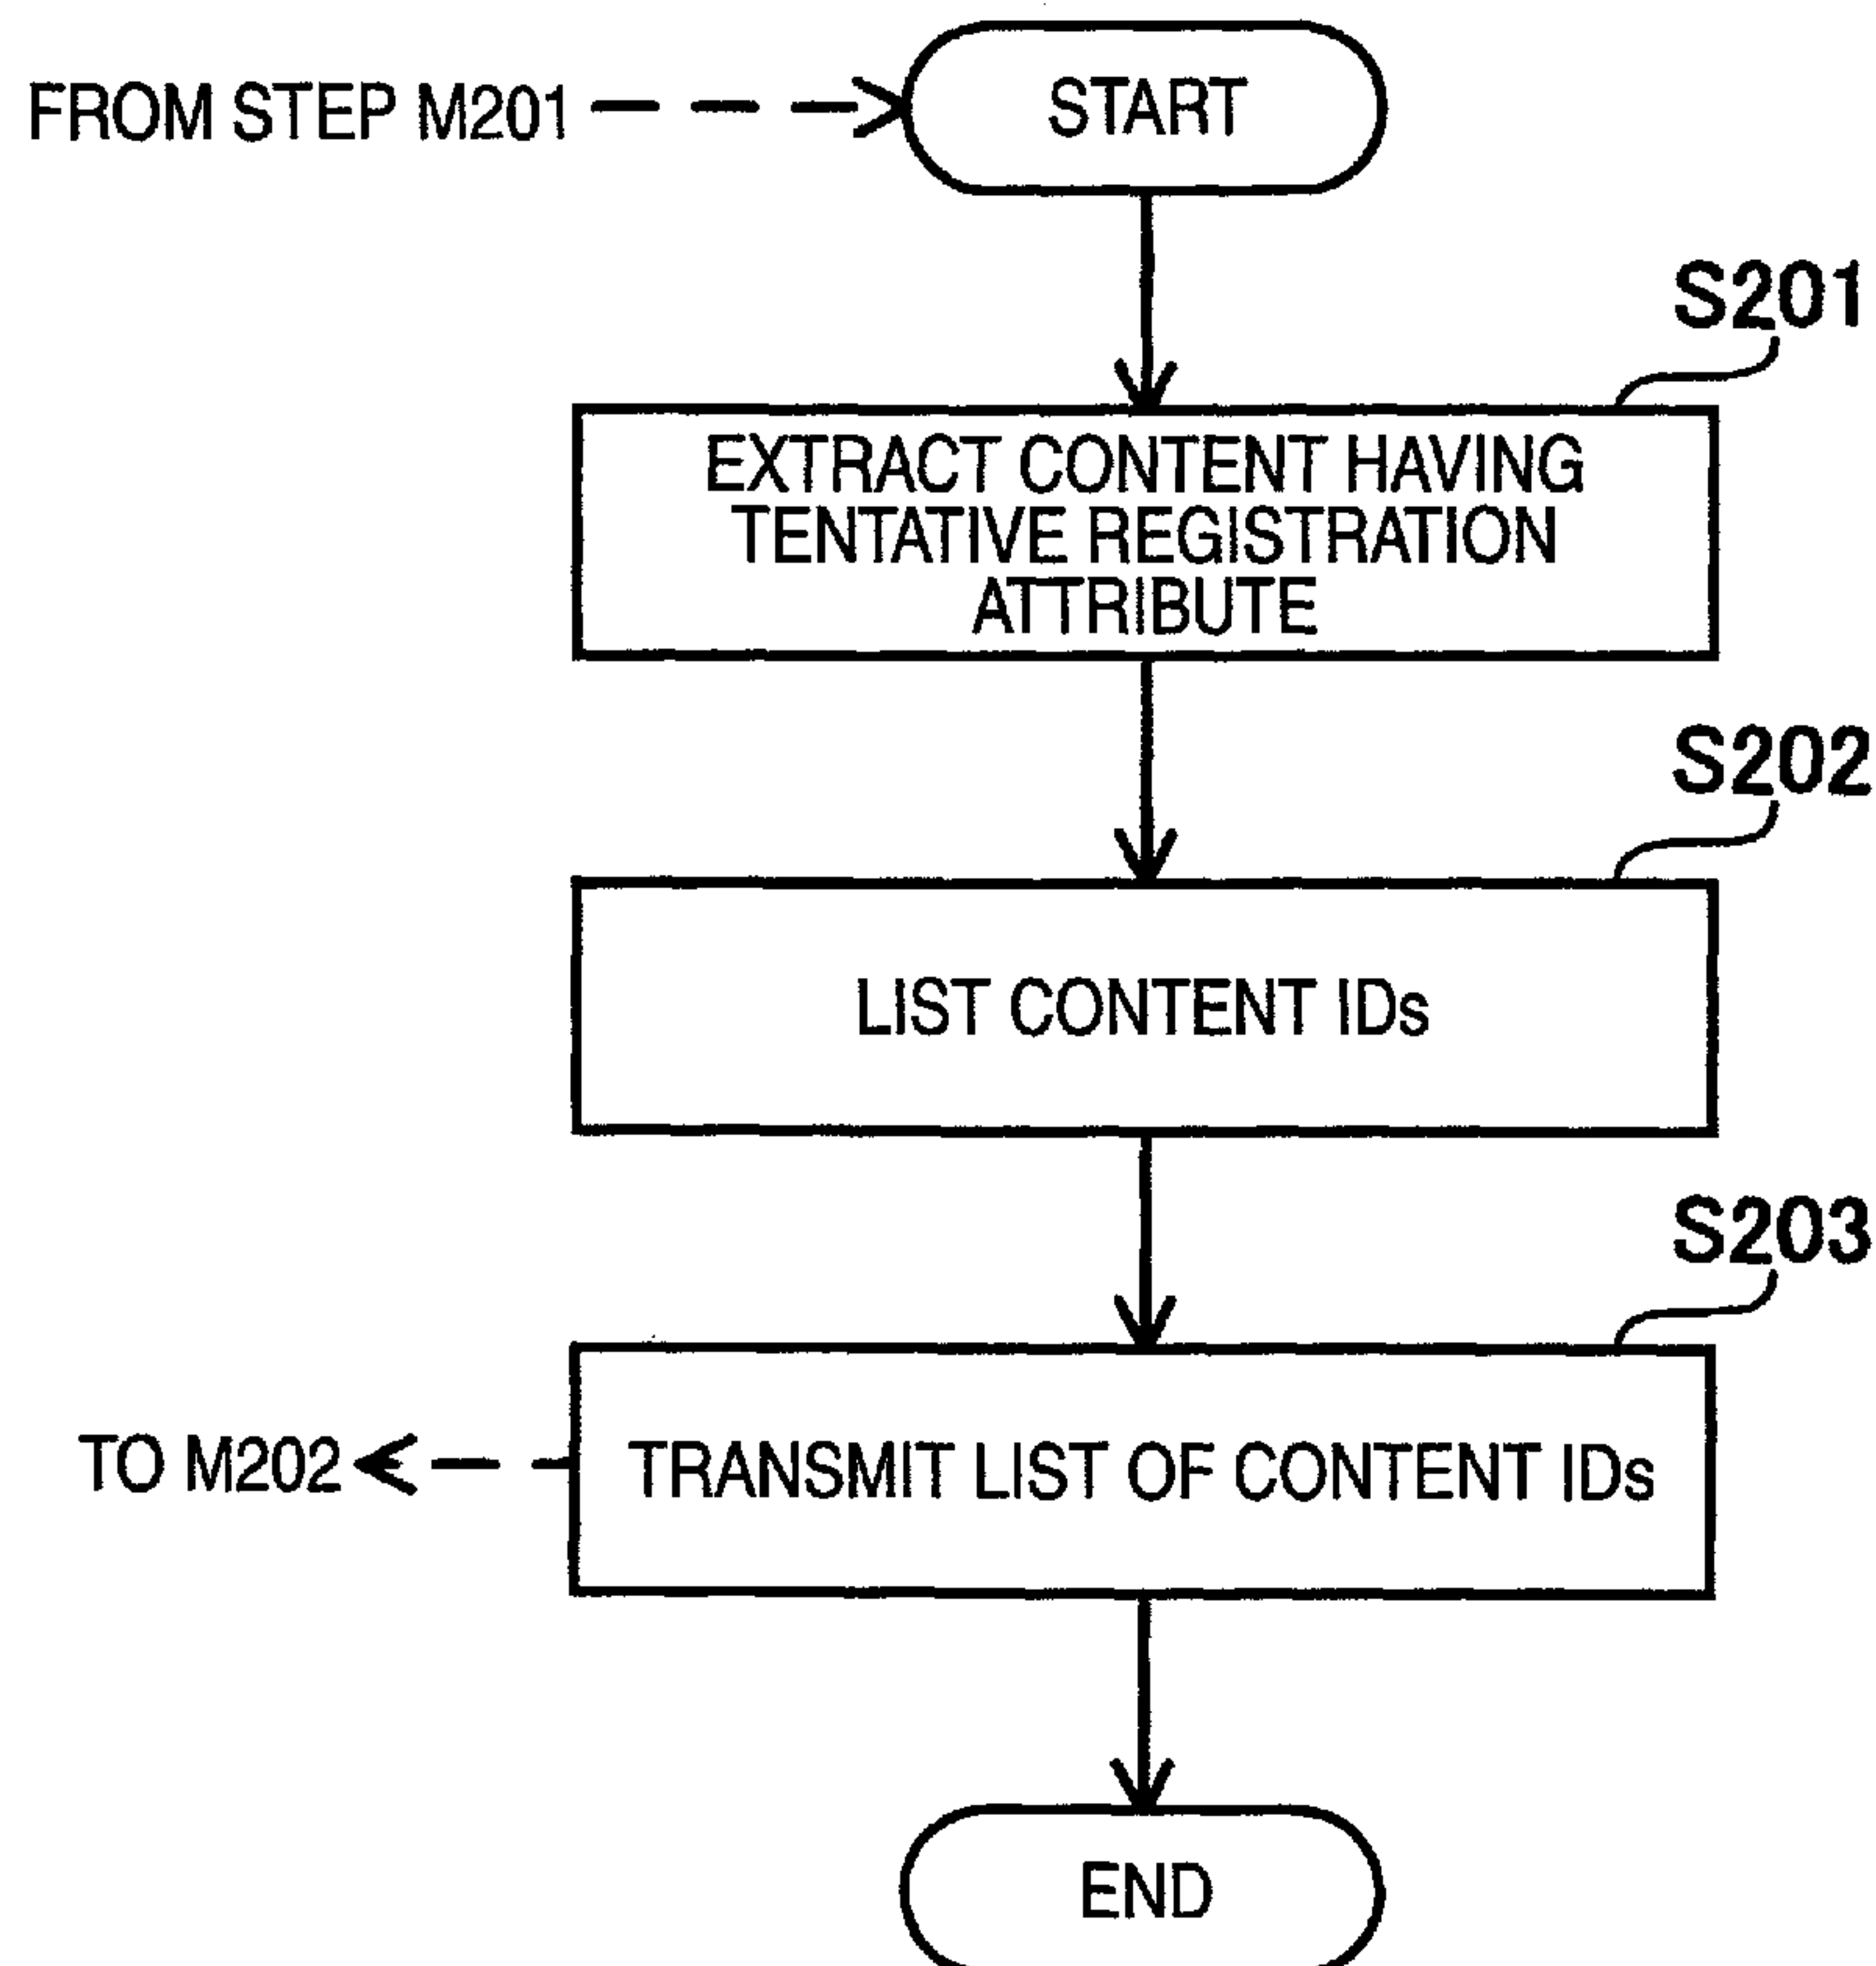 FROM STEP M201
START
S201
EXTRACT CONTENT HAVING
TENTATIVE REGISTRATION
ATTRIBUTE
S202
LIST CONTENT IDs
S203
TO M202
TRANSMIT LIST OF CONTENT IDs
END